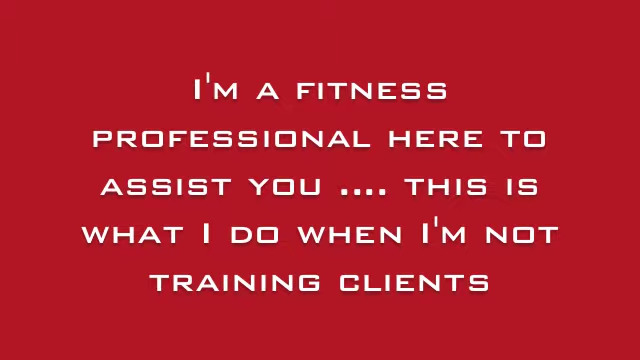 I'm a fitness
professional here to
assist you .... this is
what I do when I'm not
training clients